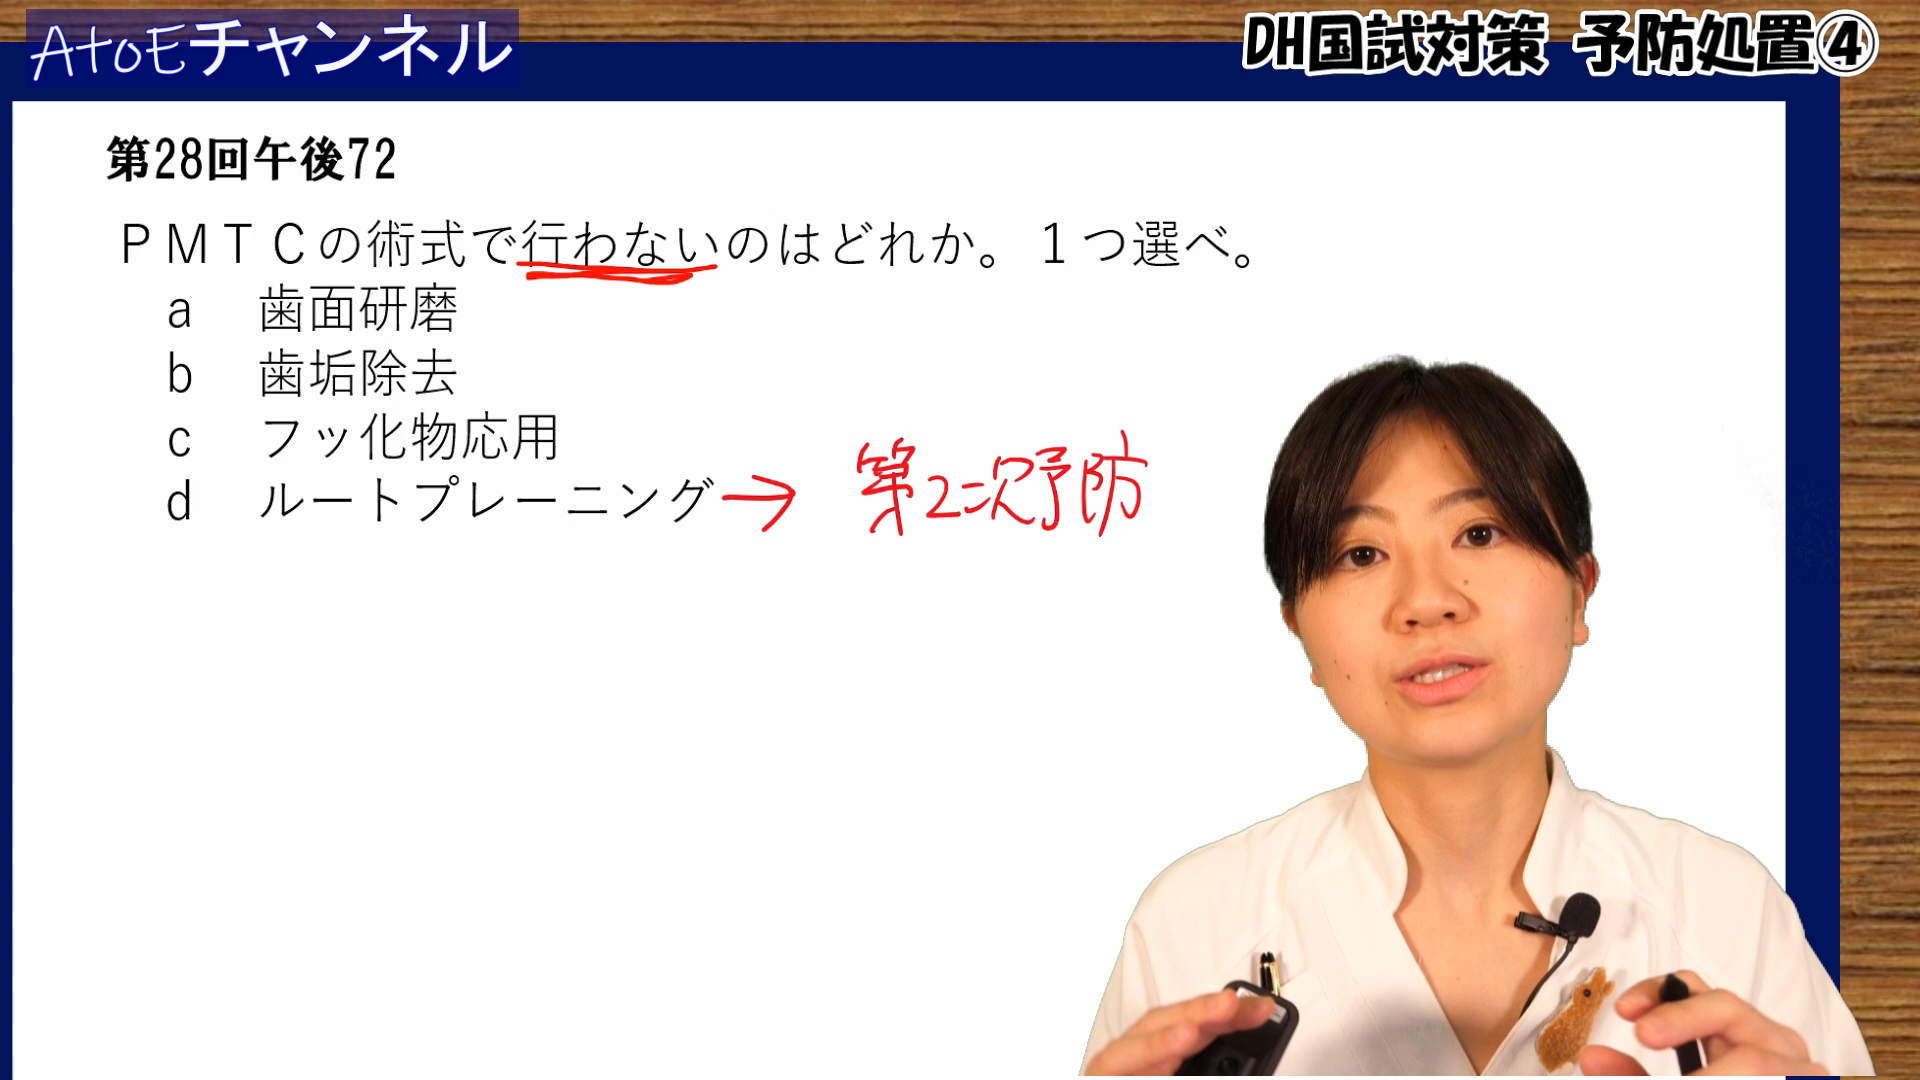 AtoEチャンネル
DH国試対策 予防処置④
第28回午後72
ＰＭＴＣの術式で行わないのはどれか。１つ選べ。
a 歯面研磨
b 歯垢除去
c フッ化物応用
d ルートプレーニング→ 第2次予防